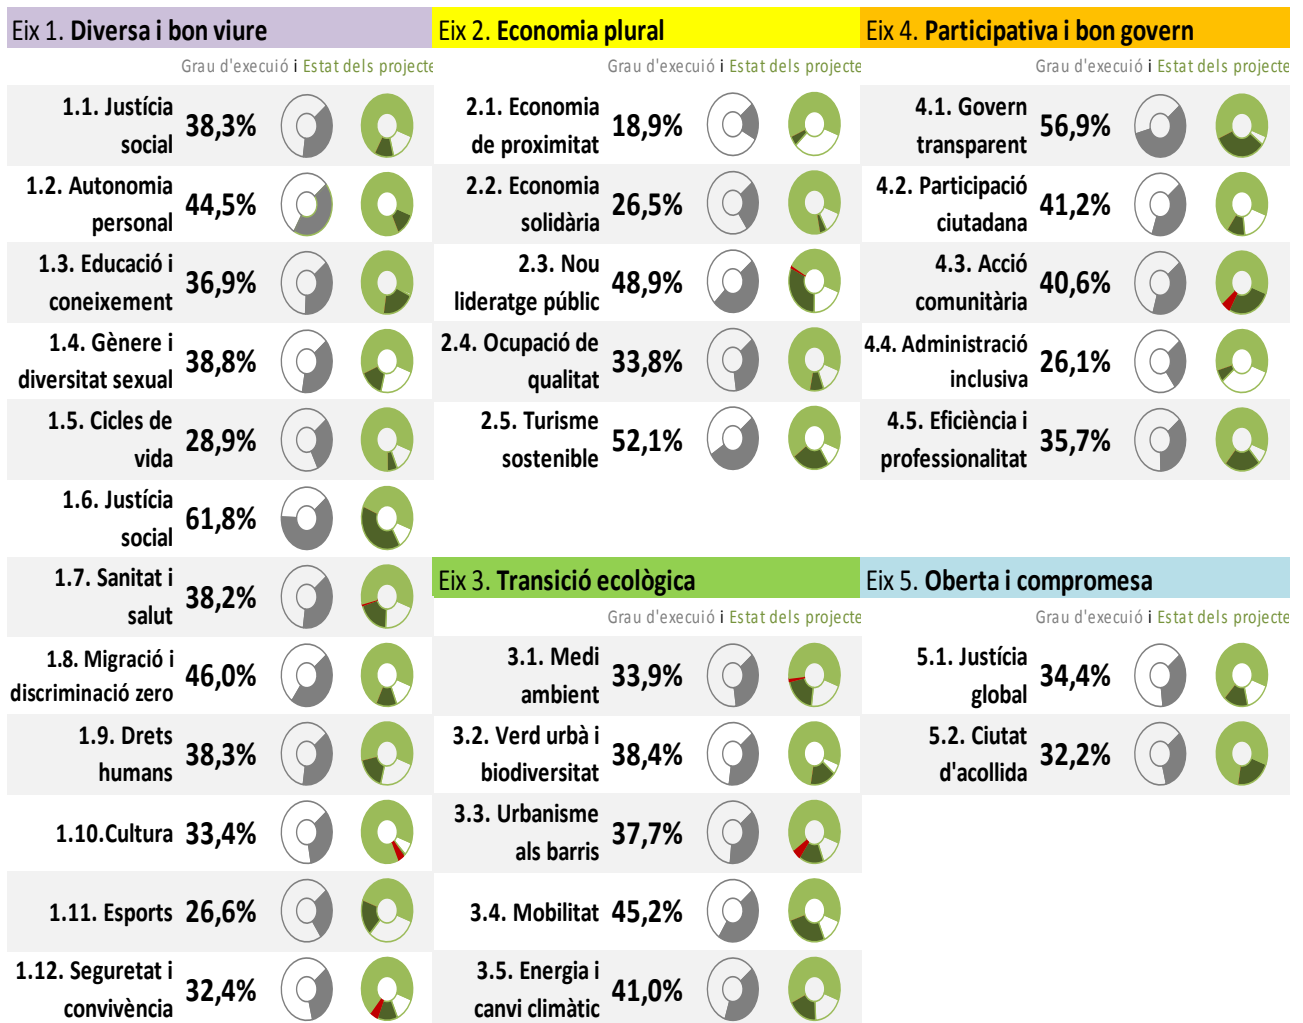 Eix 1. Diversa i bon viure
Grau d'execuió i Estat dels projecte
1.1. Justícia
social
38,3%
1.2. Autonomia
personal
44,5%
1.3. Educació i
coneixement
36,9%
1.4. Gènere i
diversitat sexual
38,8%
1.5. Cicles de
vida
28,9%
1.6. Justícia
social
61,8%
1.7. Sanitat i
salut
38,2%
1.8. Migració i
discriminació zero
46,0%
1.9. Drets
humans
38,3%
1.10.Cultura 33,4%
1.11. Esports 26,6%
1.12. Seguretat i
convivència
32,4%
Eix 2. Economia plural
Grau d'execuió i Estat dels projecte
2.1. Economia
de proximitat
18,9%
2.2. Economia
solidària
26,5%
2.3. Nou
lideratge públic
48,9%
2.4. Ocupació de
qualitat
33,8%
2.5. Turisme
sostenible
52,1%
Eix 3. Transició ecològica
Grau d'execuió i Estat dels projecte
3.1. Medi
ambient
33,9%
3.2. Verd urbà i
biodiversitat
38,4%
3.3. Urbanisme
als barris
37,7%
3.4. Mobilitat 45,2%
3.5. Energia i
canvi climàtic
41,0%
Eix 4. Participativa i bon govern
Grau d'execuió i Estat dels projecte
4.1. Govern
transparent
56,9%
4.2. Participació
ciutadana
41,2%
4.3. Acció
comunitària
40,6%
4.4. Administració
inclusiva
26,1%
4.5. Eficiència i
professionalitat
35,7%
Eix 5. Oberta i compromesa
Grau d'execuió i Estat dels projecte
5.1. Justícia
global
34,4%
5.2. Ciutat
d'acollida
32,2%